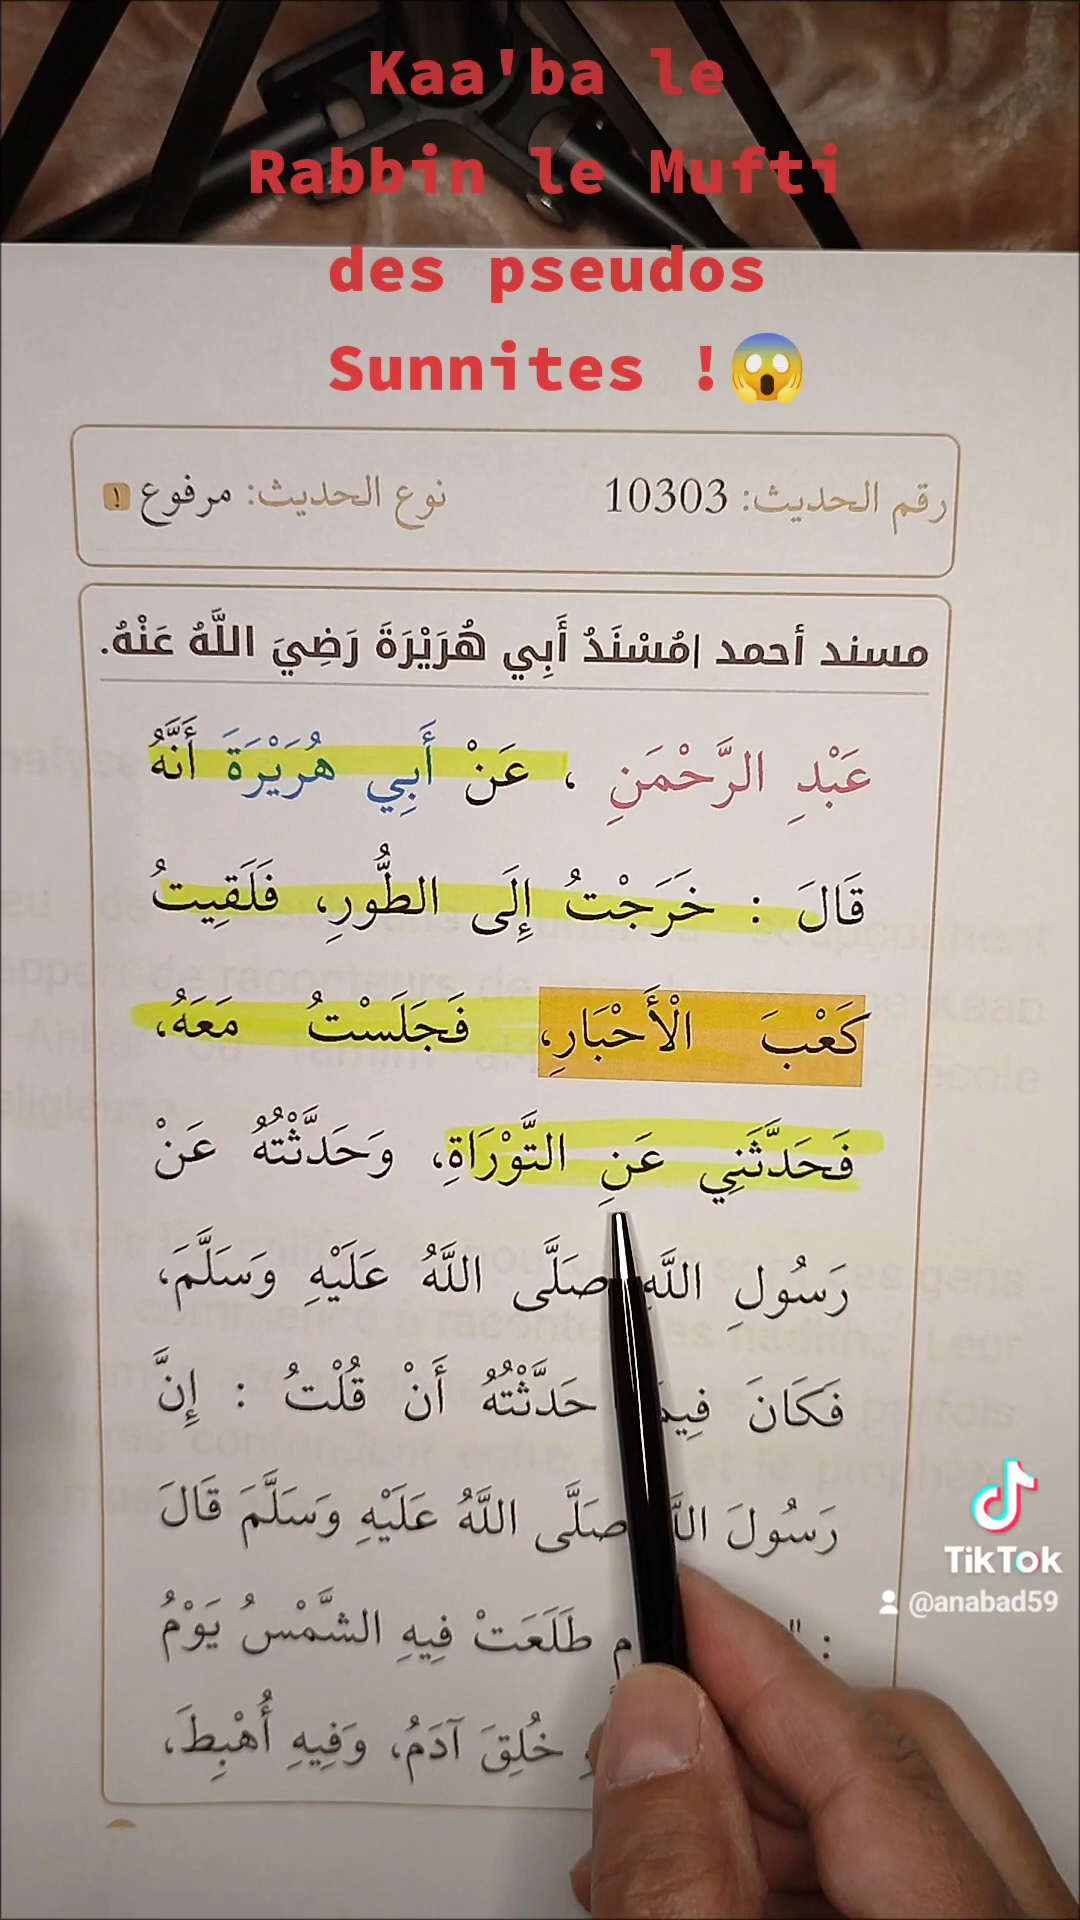 Kaa'ba le
Rabbin le Mufti
des pseudos
Sunnites !😱
رقم الحديث: 10303 نوع الحديث: مرفوع !
مسند أحمد |مُسْنَدُ أَبِي هُرَيْرَةَ رَضِيَ اللَّهُ عَنْهُ.
عَبْدِ الرَّحْمَنِ ، عَنْ أَبِي هُرَيْرَةَ أَنَّهُ
قَالَ : خَرَجْتُ إِلَى الطُّورِ، فَلَقِيتُ
كَعْبَ الْأَحْبَارِ، فَجَلَسْتُ مَعَهُ،
فَحَدَّثَنِي عَنِ التَّوْرَاةِ، وَحَدَّثْتُهُ عَنْ
رَسُولِ اللَّهِ صَلَّى اللَّهُ عَلَيْهِ وَسَلَّمَ،
فَكَانَ حَدَّثْتُهُ أَنْ قُلْتُ : إِنَّ
رَسُولَ صَلَّى اللَّهُ عَلَيْهِ وَسَلَّمَ قَالَ
: " طَلَعَتْ فِيهِ الشَّمْسُ يَوْمُ
خُلِقَ آدَمُ، وَفِيهِ أُهْبِطَ،
TikTok
@anabad59